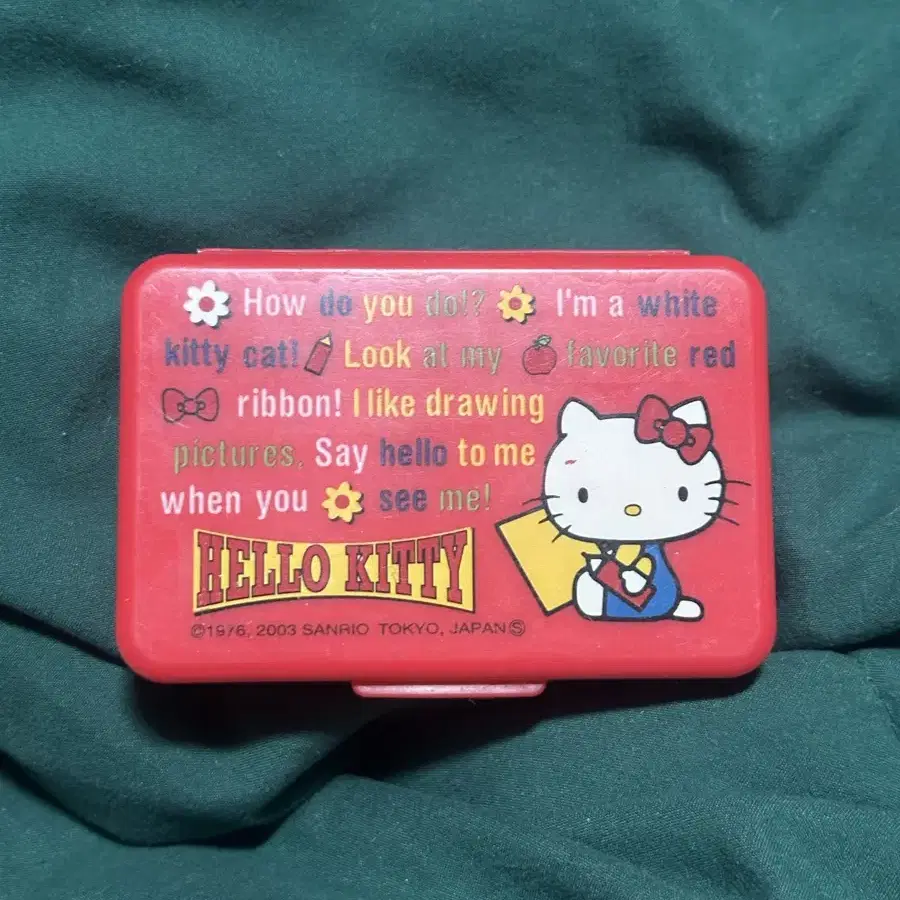 How do you do!? I'm a white
kitty cat! Look at my favorite red
ribbon! I like drawing
pictures. Say hello to me
when you see me!
HELLO KITTY
©1976, 2003 SANRIO TOKYO, JAPAN Ⓢ